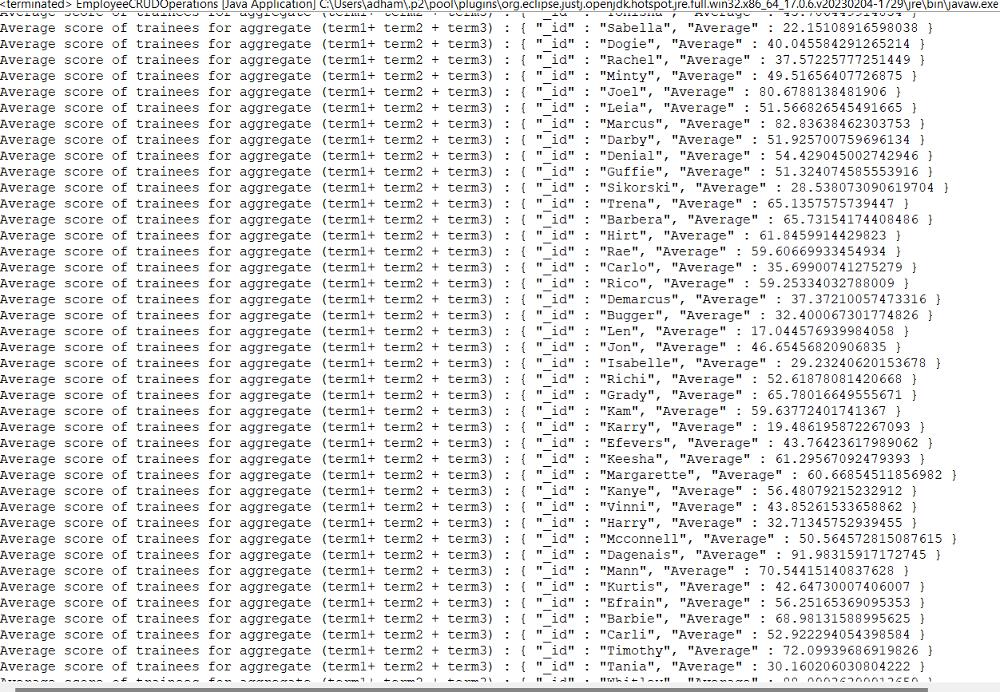 <terminated> EmployeeCRUDOperations [Java Application] C:\Users\adham\.p2\pool\plugins\org.eclipse.justj.openjdk.hotspot.jre.full.win32.x86_64_17.0.6.v20230204-1729\jre\bin\javaw.exe
Average score of trainees for aggregate (term1+ term2 + term3) : { "_id" : "Sabella", "Average" : 22.15108916598038 }
Average score of trainees for aggregate (term1+ term2 + term3) : { "_id" : "Dogie", "Average" : 40.045584291265214 }
Average score of trainees for aggregate (term1+ term2 + term3) : { "_id" : "Rachel", "Average" : 37.57225777251449 }
Average score of trainees for aggregate (term1+ term2 + term3) : { "_id" : "Minty", "Average" : 49.51656407726875 }
Average score of trainees for aggregate (term1+ term2 + term3) : { "_id" : "Joel", "Average" : 80.6788138481906 }
Average score of trainees for aggregate (term1+ term2 + term3) : { "_id" : "Leia", "Average" : 51.566826545491665 }
Average score of trainees for aggregate (term1+ term2 + term3) : { "_id" : "Marcus", "Average" : 82.83638462303753 }
Average score of trainees for aggregate (term1+ term2 + term3) : { "_id" : "Darby", "Average" : 51.925700759696134 }
Average score of trainees for aggregate (term1+ term2 + term3) : { "_id" : "Denial", "Average" : 54.429045002742946 }
Average score of trainees for aggregate (term1+ term2 + term3) : { "_id" : "Guffie", "Average" : 51.324074585553916 }
Average score of trainees for aggregate (term1+ term2 + term3) : { "_id" : "Sikorski", "Average" : 28.538073090619704 }
Average score of trainees for aggregate (term1+ term2 + term3) : { "_id" : "Trena", "Average" : 65.1357575739447 }
Average score of trainees for aggregate (term1+ term2 + term3) : { "_id" : "Barbera", "Average" : 65.73154174408486 }
Average score of trainees for aggregate (term1+ term2 + term3) : { "_id" : "Hirt", "Average" : 61.8459914429823 }
Average score of trainees for aggregate (term1+ term2 + term3) : { "_id" : "Rae", "Average" : 59.60669933454934 }
Average score of trainees for aggregate (term1+ term2 + term3) : { "_id" : "Carlo", "Average" : 35.69900741275279 }
Average score of trainees for aggregate (term1+ term2 + term3) : { "_id" : "Rico", "Average" : 59.25334032788009 }
Average score of trainees for aggregate (term1+ term2 + term3) : { "_id" : "Demarcus", "Average" : 37.37210057473316 }
Average score of trainees for aggregate (term1+ term2 + term3) : { "_id" : "Bugger", "Average" : 32.400067301774826 }
Average score of trainees for aggregate (term1+ term2 + term3) : { "_id" : "Len", "Average" : 17.044576939984058 }
Average score of trainees for aggregate (term1+ term2 + term3) : { "_id" : "Jon", "Average" : 46.65456820906835 }
Average score of trainees for aggregate (term1+ term2 + term3) : { "_id" : "Isabelle", "Average" : 29.23240620153678 }
Average score of trainees for aggregate (term1+ term2 + term3) : { "_id" : "Richi", "Average" : 52.61878081420668 }
Average score of trainees for aggregate (term1+ term2 + term3) : { "_id" : "Grady", "Average" : 65.78016649555671 }
Average score of trainees for aggregate (term1+ term2 + term3) : { "_id" : "Kam", "Average" : 59.63772401741367 }
Average score of trainees for aggregate (term1+ term2 + term3) : { "_id" : "Karry", "Average" : 19.486195872267093 }
Average score of trainees for aggregate (term1+ term2 + term3) : { "_id" : "Efevers", "Average" : 43.76423617989062 }
Average score of trainees for aggregate (term1+ term2 + term3) : { "_id" : "Keesha", "Average" : 61.29567092479393 }
Average score of trainees for aggregate (term1+ term2 + term3) : { "_id" : "Margarette", "Average" : 60.66854511856982 }
Average score of trainees for aggregate (term1+ term2 + term3) : { "_id" : "Kanye", "Average" : 56.48079215232912 }
Average score of trainees for aggregate (term1+ term2 + term3) : { "_id" : "Vinni", "Average" : 43.85261533658862 }
Average score of trainees for aggregate (term1+ term2 + term3) : { "_id" : "Harry", "Average" : 32.71345752939455 }
Average score of trainees for aggregate (term1+ term2 + term3) : { "_id" : "Mcconnell", "Average" : 50.564572815087615 }
Average score of trainees for aggregate (term1+ term2 + term3) : { "_id" : "Dagenais", "Average" : 91.98315917172745 }
Average score of trainees for aggregate (term1+ term2 + term3) : { "_id" : "Mann", "Average" : 70.54415140837628 }
Average score of trainees for aggregate (term1+ term2 + term3) : { "_id" : "Kurtis", "Average" : 42.64730007406007 }
Average score of trainees for aggregate (term1+ term2 + term3) : { "_id" : "Efrain", "Average" : 56.25165369095353 }
Average score of trainees for aggregate (term1+ term2 + term3) : { "_id" : "Barbie", "Average" : 68.98131588995625 }
Average score of trainees for aggregate (term1+ term2 + term3) : { "_id" : "Carli", "Average" : 52.922294054398584 }
Average score of trainees for aggregate (term1+ term2 + term3) : { "_id" : "Timothy", "Average" : 72.09939686919826 }
Average score of trainees for aggregate (term1+ term2 + term3) : { "_id" : "Tania", "Average" : 30.160206030804222 }